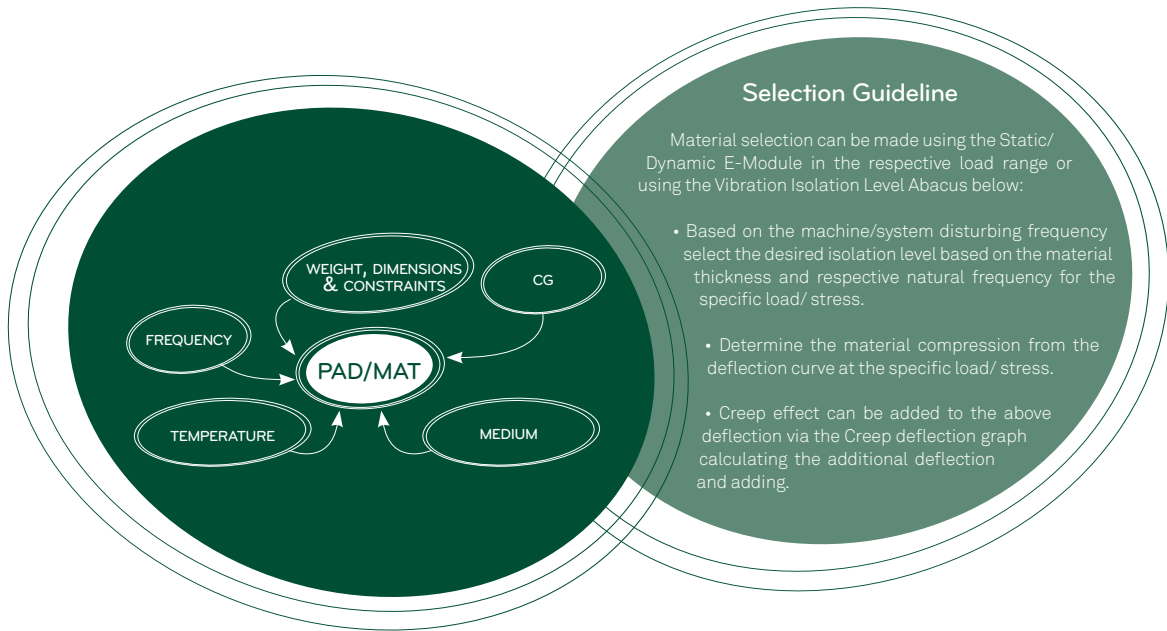 WEIGHT, DIMENSIONS
& CONSTRAINTS
CG
FREQUENCY
PAD/MAT
TEMPERATURE
MEDIUM
Selection Guideline
Material selection can be made using the Static/
Dynamic E-Module in the respective load range or
using the Vibration Isolation Level Abacus below:
• Based on the machine/system disturbing frequency
select the desired isolation level based on the material
thickness and respective natural frequency for the
specific load/ stress.
• Determine the material compression from the
deflection curve at the specific load/ stress.
• Creep effect can be added to the above
deflection via the Creep deflection graph
calculating the additional deflection
and adding.